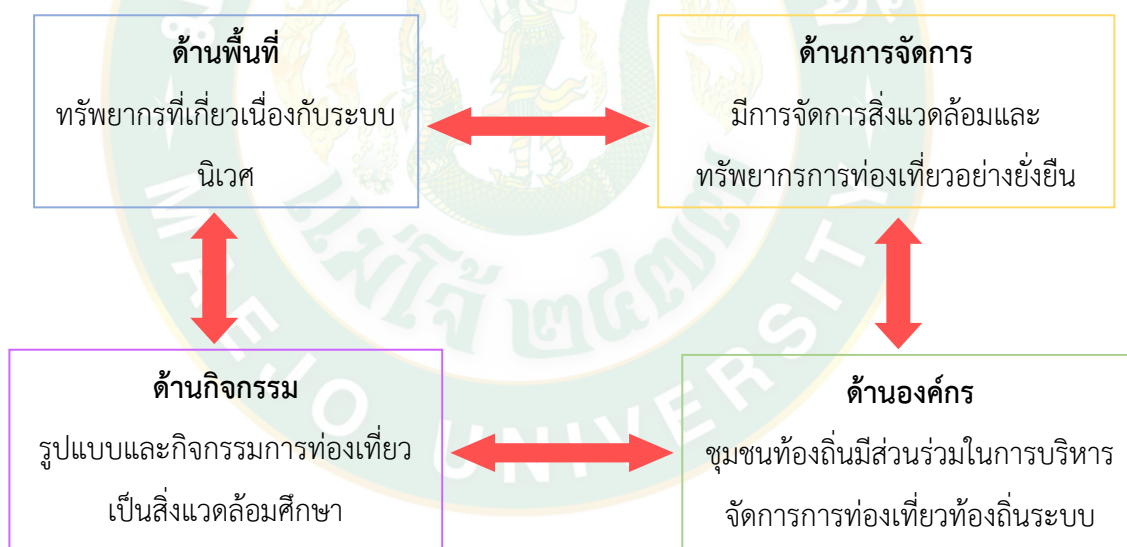 ด้านพื้นที่
ทรัพยากรที่เกี่ยวเนื่องกับระบบ
นิเวศ
ด้านการจัดการ
มีการจัดการสิ่งแวดล้อมและ
ทรัพยากรการท่องเที่ยวอย่างยั่งยืน
ด้านกิจกรรม
รูปแบบและกิจกรรมการท่องเที่ยว
เป็นสิ่งแวดล้อมศึกษา
ด้านองค์กร
ชุมชนท้องถิ่นมีส่วนร่วมในการบริหาร
จัดการการท่องเที่ยวท้องถิ่นระบบ
แม่โจ้ ๒๔๗๗
MAEJO UNIVERSITY